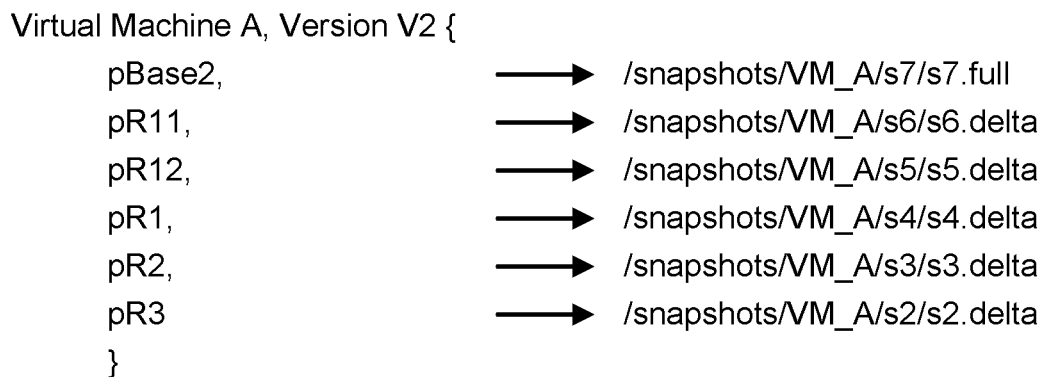 Virtual Machine A, Version V2 {
pBase2, /snapshots/VM_A/s7/s7.full
pR11, /snapshots/VM_A/s6/s6.delta
pR12, /snapshots/VM_A/s5/s5.delta
pR1, /snapshots/VM_A/s4/s4.delta
pR2, /snapshots/VM_A/s3/s3.delta
pR3 /snapshots/VM_A/s2/s2.delta
}